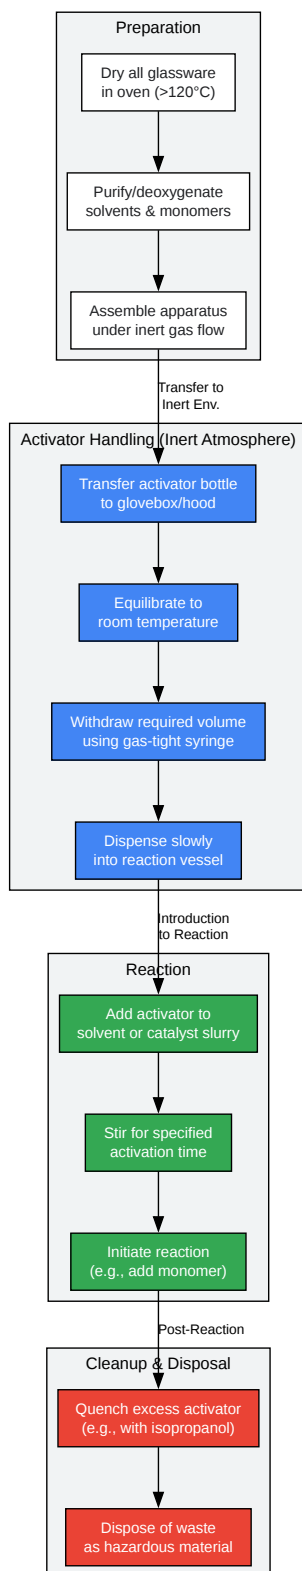 Preparation
Dry all glassware
in oven (>120°C)
Purify/deoxygenate
solvents & monomers
Assemble apparatus
under inert gas flow
Transfer to
Inert Env.
Activator Handling (Inert Atmosphere)
Transfer activator bottle
to glovebox/hood
Equilibrate to
room temperature
Withdraw required volume
using gas-tight syringe
Dispense slowly
into reaction vessel
Introduction
to Reaction
Reaction
Add activator to
solvent or catalyst slurry
Stir for specified
activation time
Initiate reaction
(e.g., add monomer)
Post-Reaction
Cleanup & Disposal
Quench excess activator
(e.g., with isopropanol)
Dispose of waste
as hazardous material